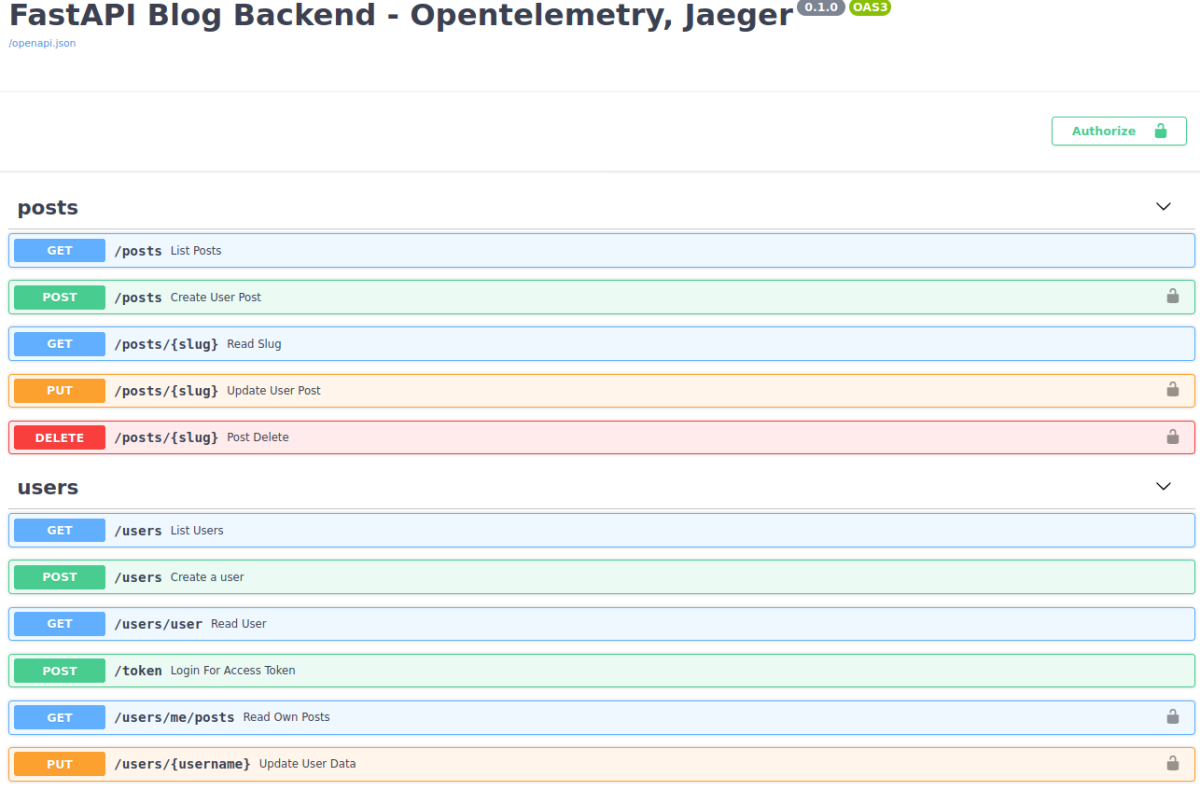 FastAPI Blog Backend - Opentelemetry, Jaeger 0.1.0 OAS3
/openapi.json
Authorize
posts
GET /posts List Posts
POST /posts Create User Post
GET /posts/{slug} Read Slug
PUT /posts/{slug} Update User Post
DELETE /posts/{slug} Post Delete
users
GET /users List Users
POST /users Create a user
GET /users/user Read User
POST /token Login For Access Token
GET /users/me/posts Read Own Posts
PUT /users/{username} Update User Data